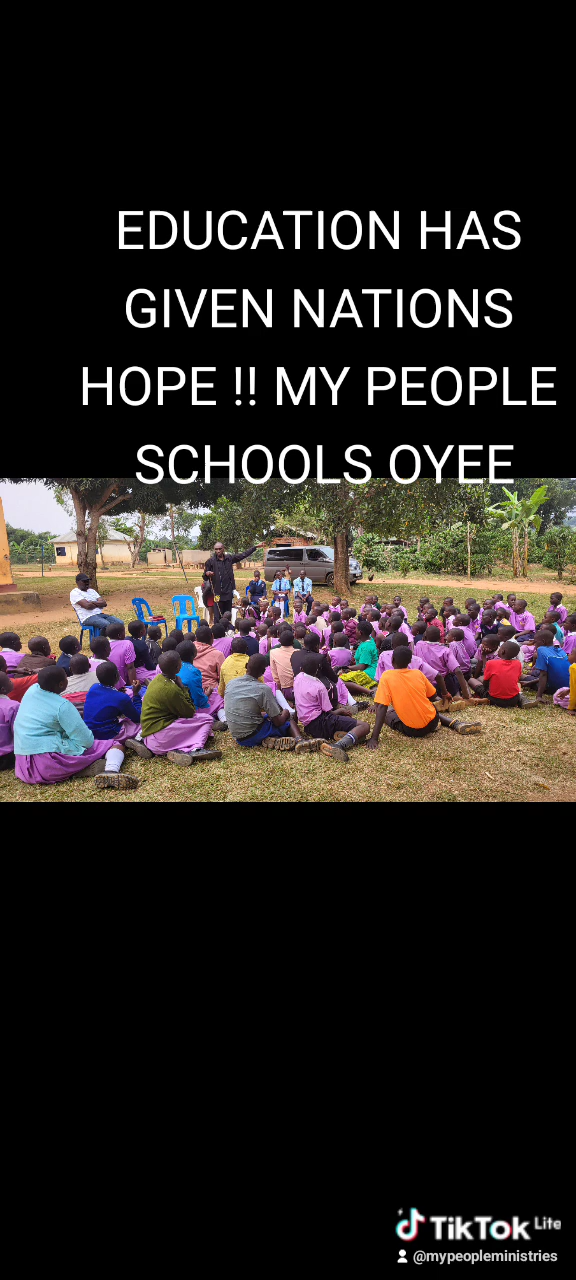 EDUCATION HAS
GIVEN NATIONS
HOPE !! MY PEOPLE
SCHOOLS OYEE
TikTok Lite
@mypeopleministries